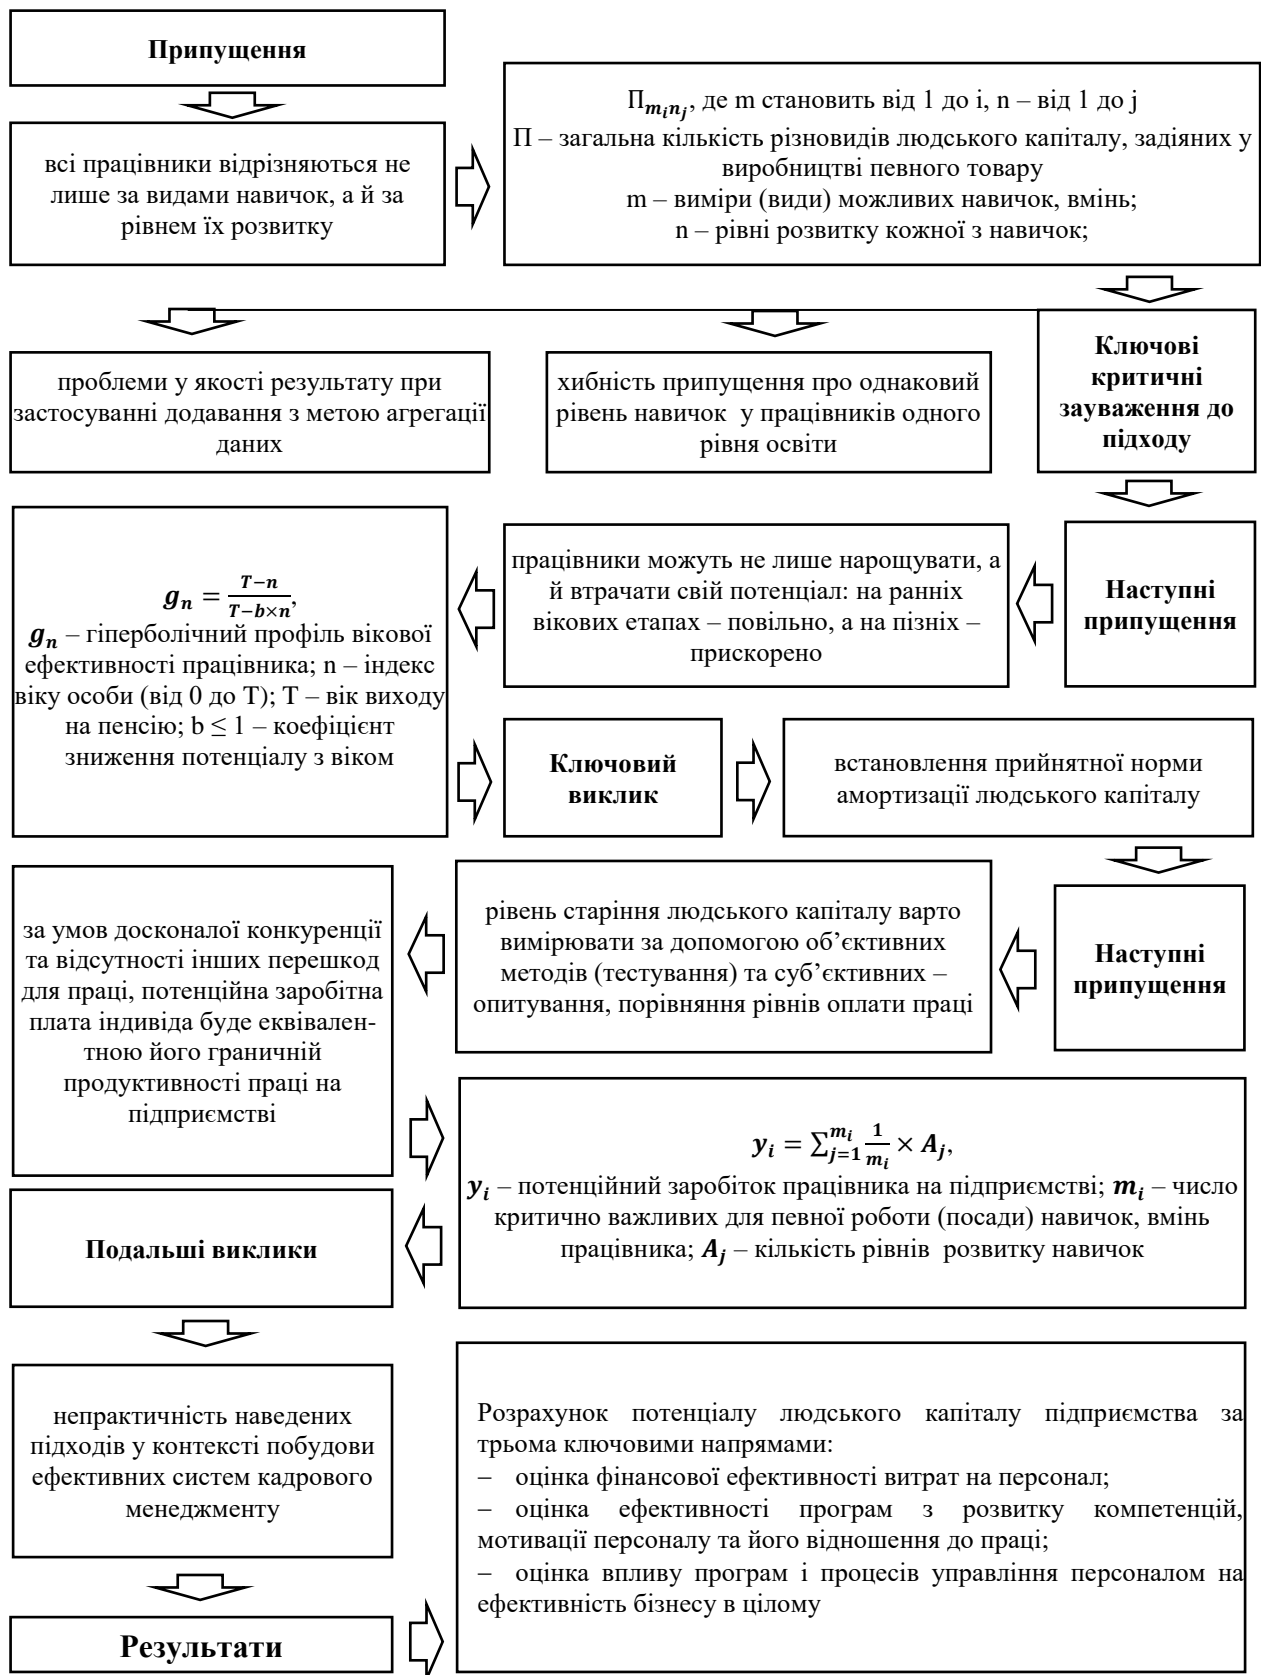 Припущення
всі працівники відрізняються не
лише за видами навичок, а й за
рівнем їх розвитку
П_{m_i n_j}, де m становить від 1 до i, n – від 1 до j
П – загальна кількість різновидів людського капіталу, задіяних у
виробництві певного товару
m – виміри (види) можливих навичок, вмінь;
n – рівні розвитку кожної з навичок;
Ключові
критичні
зауваження до
підходу
хибність припущення про однаковий
рівень навичок у працівників одного
рівня освіти
проблеми у якості результату при
застосуванні додавання з метою агрегації
даних
Наступні
припущення
працівники можуть не лише нарощувати, а
й втрачати свій потенціал: на ранніх
вікових етапах – повільно, а на пізніх –
прискорено
g_n = \frac{T-n}{T-b×n},
g_n – гіперболічний профіль вікової
ефективності працівника; n – індекс
віку особи (від 0 до T); T – вік виходу
на пенсію; b ≤ 1 – коефіцієнт
зниження потенціалу з віком
Ключовий
виклик
встановлення прийнятної норми
амортизації людського капіталу
Наступні
припущення
рівень старіння людського капіталу варто
вимірювати за допомогою об’єктивних
методів (тестування) та суб’єктивних –
опитування, порівняння рівнів оплати праці
за умов досконалої конкуренції
та відсутності інших перешкод
для праці, потенційна заробітна
плата індивіда буде еквівален-
тною його граничній
продуктивності праці на
підприємстві
y_i = \sum_{j=1}^{m_i} \frac{1}{m_i} × A_j,
y_i – потенційний заробіток працівника на підприємстві; m_i – число
критично важливих для певної роботи (посади) навичок, вмінь
працівника; A_j – кількість рівнів розвитку навичок
Подальші виклики
непрактичність наведених
підходів у контексті побудови
ефективних систем кадрового
менеджменту
Результати
Розрахунок потенціалу людського капіталу підприємства за
трьома ключовими напрямами:
– оцінка фінансової ефективності витрат на персонал;
– оцінка ефективності програм з розвитку компетенцій,
мотивації персоналу та його відношення до праці;
– оцінка впливу програм і процесів управління персоналом на
ефективність бізнесу в цілому